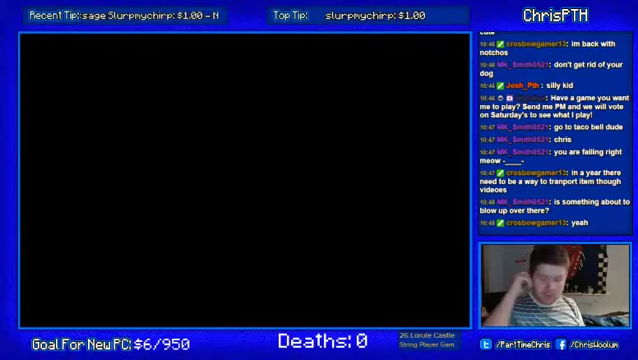 Recent Tip: sage Slurpmychirp: $1.00 - N
Top Tip: slurpmychirp: $1.00
ChrisPTH
cute
10:46 crosbowgamer13: im back with
notchos
10:46 MK_Smith0521: don't get rid of your
dog
10:46 Josh_Pth: silly kid
10:46 Have a game you want
me to play? Send me PM and we will vote
on Saturday's to see what I play!
10:47 MK_Smith0521: go to taco bell dude
10:47 MK_Smith0521: chris
10:47 MK_Smith0521: you are failing right
meow -____-
10:47 crosbowgamer13: in a year there
need to be a way to tranport item though
videoes
10:48 MK_Smith0521: is something about to
blow up over there?
10:48 crosbowgamer13: yeah
Goal For New PC: $6/950
Deaths: 0
26 Lorule Castle
String Player Gam
/PartTimeChris
/ChrisWoolum